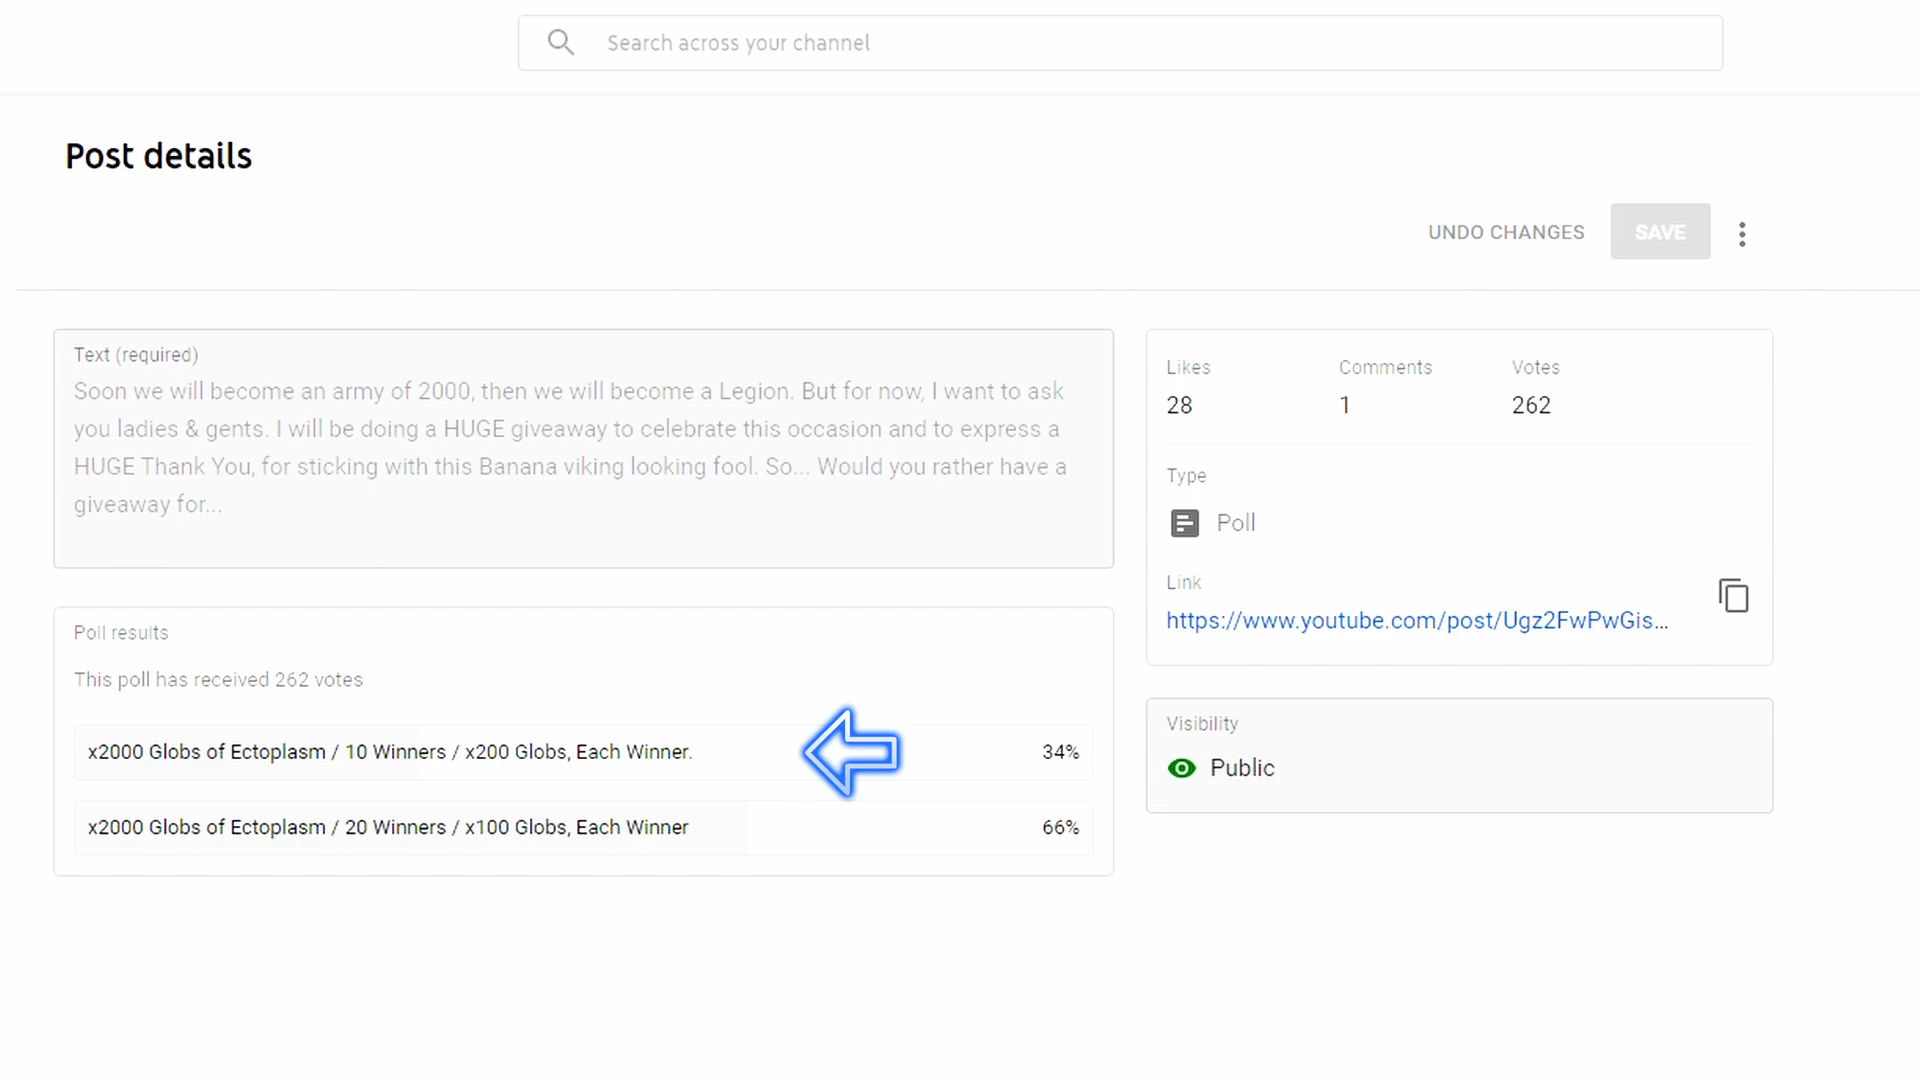 Search across your channel
Post details
UNDO CHANGES
SAVE
Text (required)
Soon we will become an army of 2000, then we will become a Legion. But for now, I want to ask
you ladies & gents. I will be doing a HUGE giveaway to celebrate this occasion and to express a
HUGE Thank You, for sticking with this Banana viking looking fool. So... Would you rather have a
giveaway for...
Likes
Comments
Votes
28
1
262
Type
Poll
Link
https://www.youtube.com/post/Ugz2FwPwGis...
Poll results
This poll has received 262 votes
x2000 Globs of Ectoplasm / 10 Winners / x200 Globs, Each Winner.
34%
x2000 Globs of Ectoplasm / 20 Winners / x100 Globs, Each Winner
66%
Visibility
Public